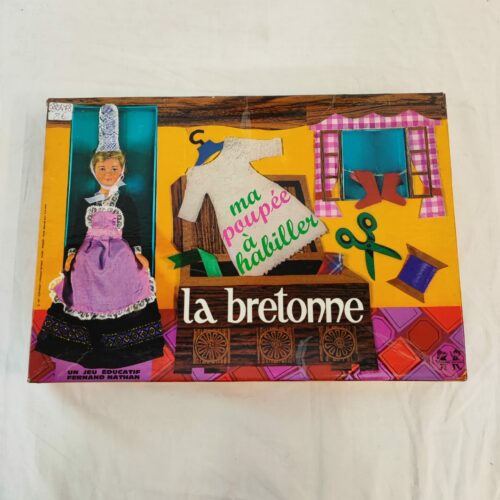 ma
poupée
à
habiller
la bretonne
UN JEU ÉDUCATIF
FERNAND NATHAN